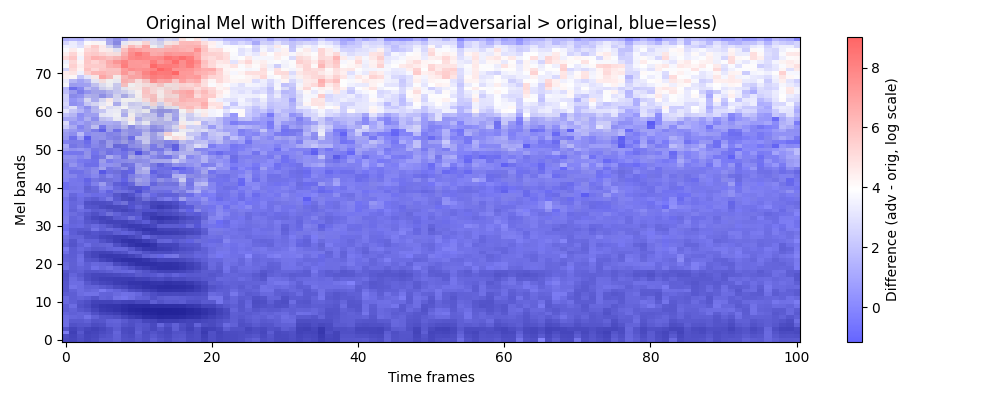 Original Mel with Differences (red=adversarial > original, blue=less)
Mel bands
70
60
50
40
30
20
10
0
0 20 40 60 80 100
Time frames
8
6
4
2
0
Difference (adv - orig, log scale)